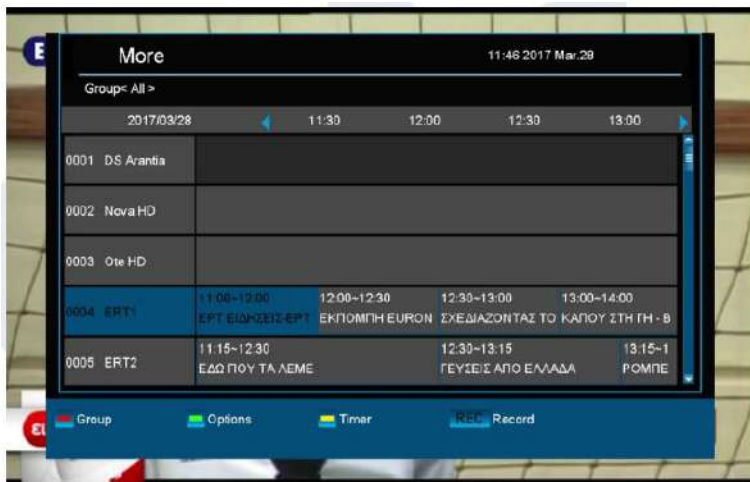 E
More 11:46 2017 Mar.28
Group< All >
2017/03/28 11:30 12:00 12:30 13:00
0001 DS Arantia
0002 Nova HD
0003 Ote HD
11:00~12:00 12:00~12:30 12:30~13:00 13:00~14:00
0004 ERT1 ΕΡΤ ΕΙΔΗΣΕΙΣ-ΕΡΤ ΕΚΠΟΜΠΗ EURON ΣΧΕΔΙΑΖΟΝΤΑΣ ΤΟ ΚΑΠΟΥ ΣΤΗ ΓΗ - Β
11:15~12:30 12:30~13:15 13:15~1
0005 ERT2 ΕΔΩ ΠΟΥ ΤΑ ΛΕΜΕ ΓΕΥΣΕΙΣ ΑΠΟ ΕΛΛΑΔΑ ΡΟΜΠΕ
Group Options Timer REC Record
ει